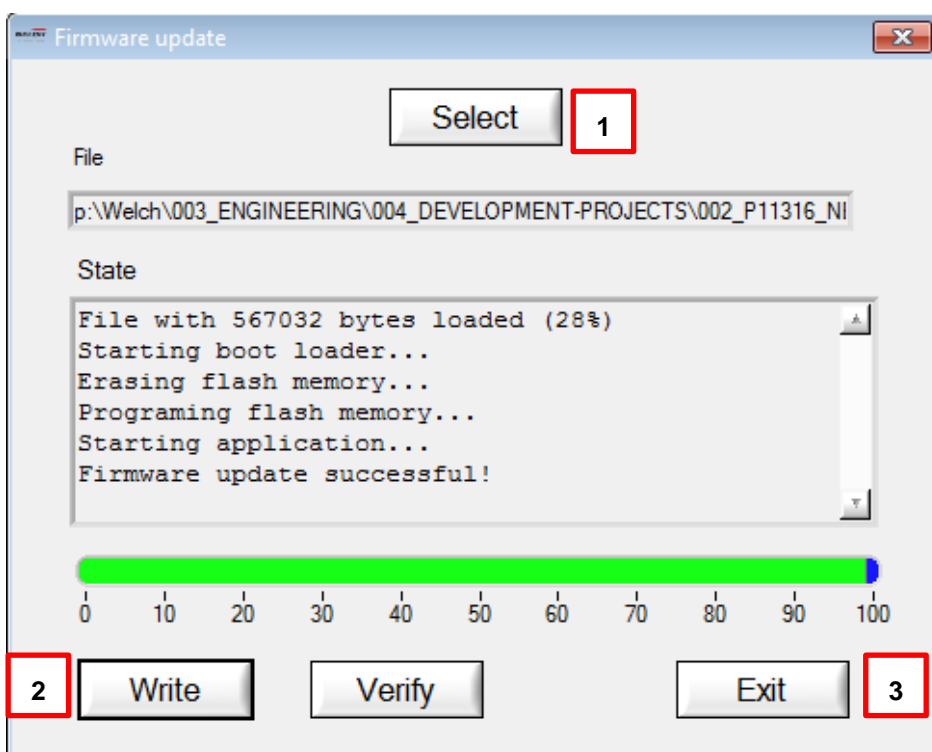 Firmware update
Select
1
File
p:\Welch\003_ENGINEERING\004_DEVELOPMENT-PROJECTS\002_P11316_NI
State
File with 567032 bytes loaded (28%)
Starting boot loader...
Erasing flash memory...
Programing flash memory...
Starting application...
Firmware update successful!
0 10 20 30 40 50 60 70 80 90 100
2 Write Verify Exit 3